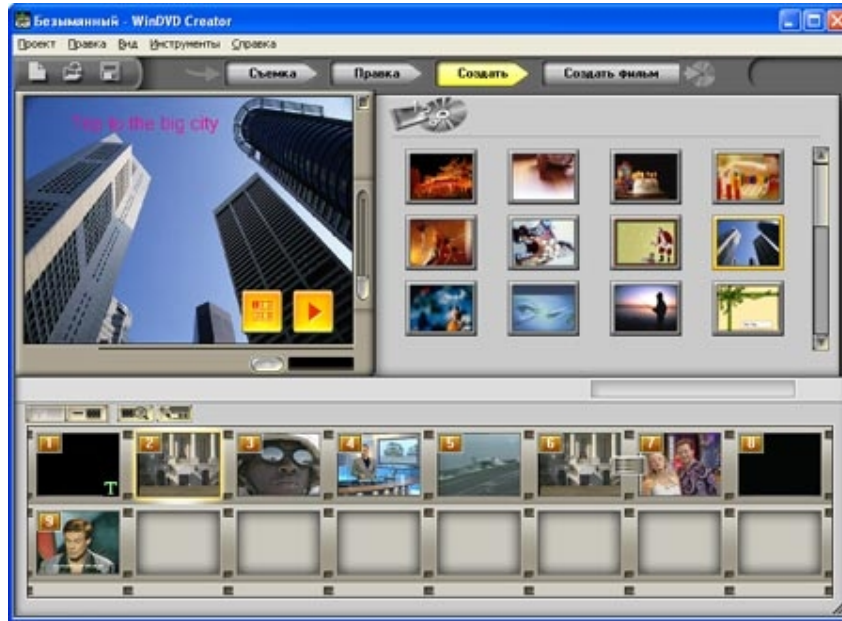 Безымянный - WinDVD Creator
Проект Правка Вид Инструменты Справка
Съемка Правка Создать Создать фильм
Trip to the big city
1 2 3 4 5 6 7 8
T
9